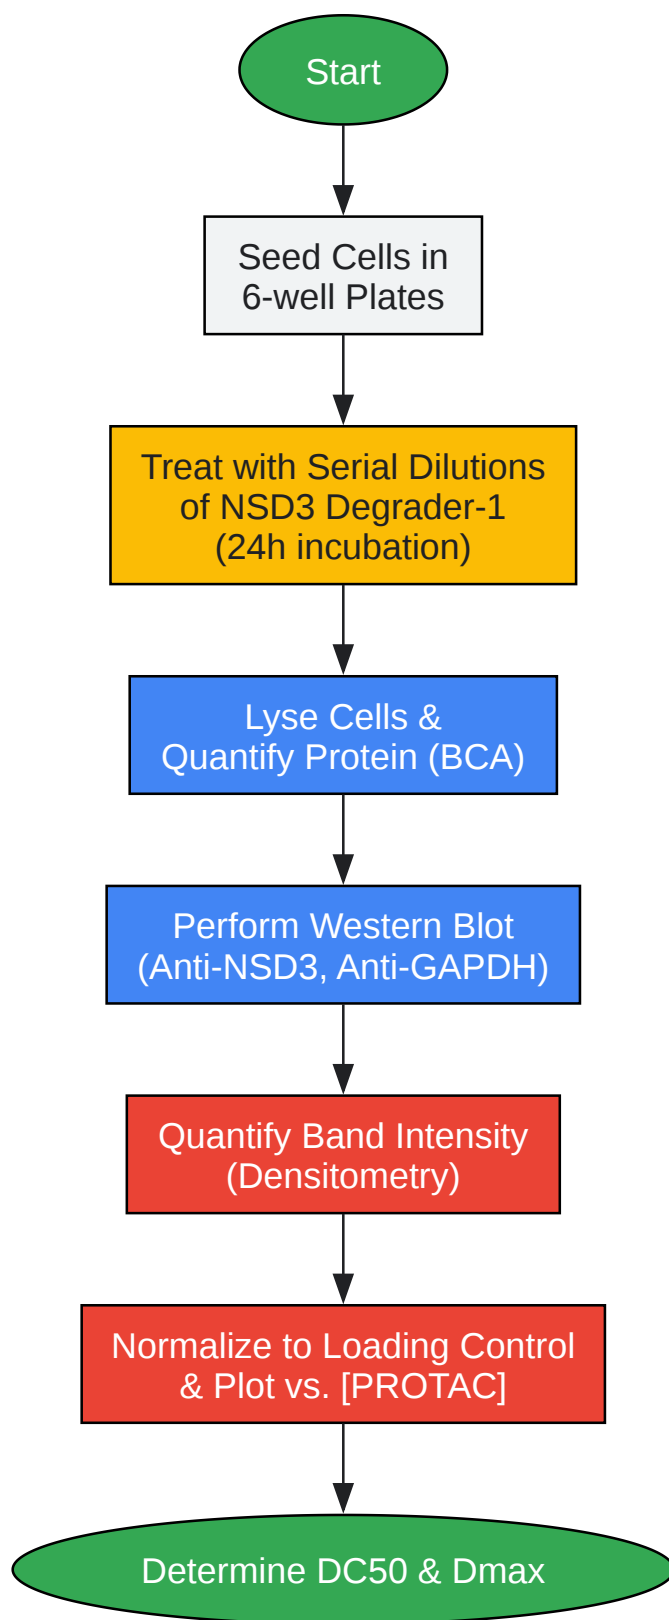 Start
Seed Cells in
6-well Plates
Treat with Serial Dilutions
of NSD3 Degrader-1
(24h incubation)
Lyse Cells &
Quantify Protein (BCA)
Perform Western Blot
(Anti-NSD3, Anti-GAPDH)
Quantify Band Intensity
(Densitometry)
Normalize to Loading Control
& Plot vs. [PROTAC]
Determine DC50 & Dmax